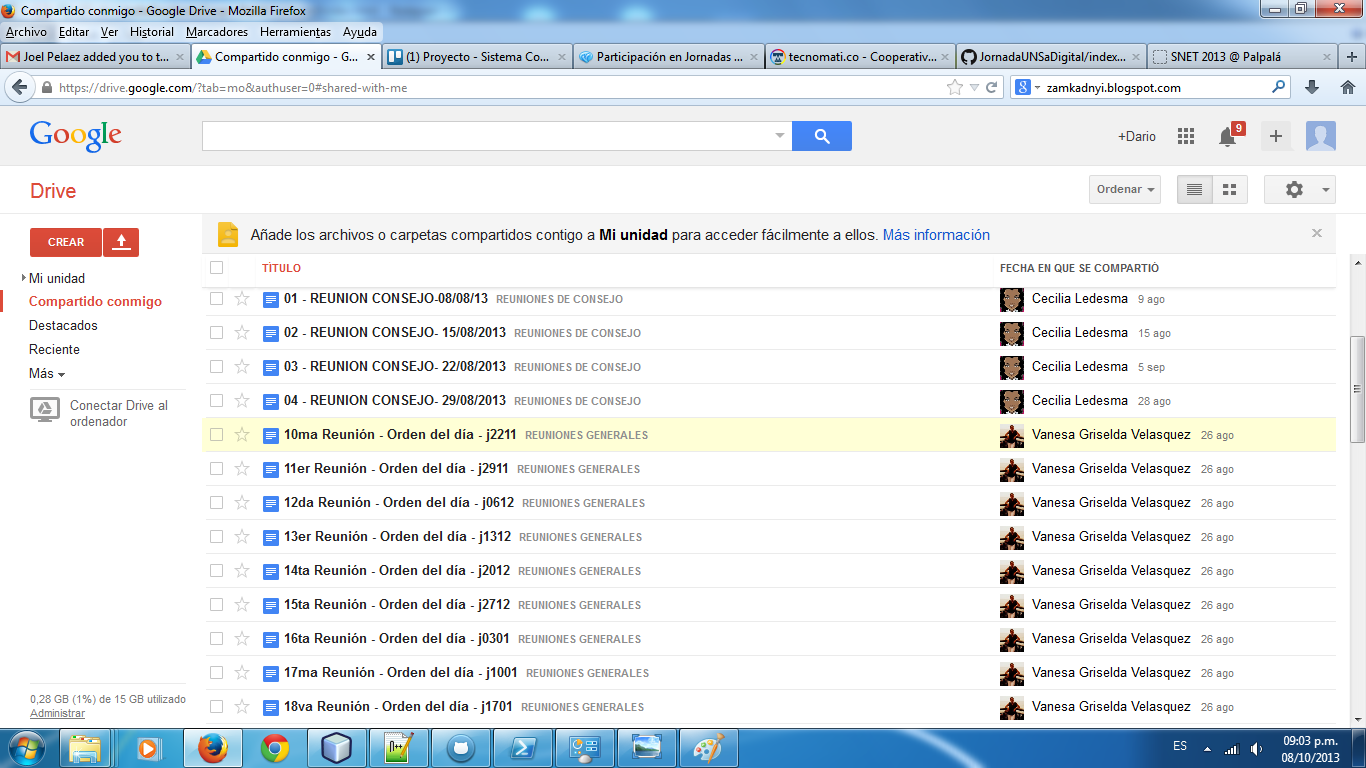 Compartido conmigo - Google Drive - Mozilla Firefox
Archivo Editar Ver Historial Marcadores Herramientas Ayuda
Joel Pelaez added you to t... Compartido conmigo - G... (1) Proyecto - Sistema Co... Participación en Jornadas ... tecnomati.co - Cooperativ... JornadaUNSaDigital/index... SNET 2013 @ Palpalá
https://drive.google.com/?tab=mo&authuser=0#shared-with-me 8 zamkadnyi.blogspot.com
Google +Dario 9
Drive Ordenar
CREAR
Añade los archivos o carpetas compartidos contigo a Mi unidad para acceder fácilmente a ellos. Más información
Mi unidad
Compartido conmigo
Destacados
Reciente
Más
Conectar Drive al
ordenador
TÍTULO FECHA EN QUE SE COMPARTIÓ
01 - REUNION CONSEJO-08/08/13 REUNIONES DE CONSEJO Cecilia Ledesma 9 ago
02 - REUNION CONSEJO- 15/08/2013 REUNIONES DE CONSEJO Cecilia Ledesma 15 ago
03 - REUNION CONSEJO- 22/08/2013 REUNIONES DE CONSEJO Cecilia Ledesma 5 sep
04 - REUNION CONSEJO- 29/08/2013 REUNIONES DE CONSEJO Cecilia Ledesma 28 ago
10ma Reunión - Orden del día - j2211 REUNIONES GENERALES Vanesa Griselda Velasquez 26 ago
11er Reunión - Orden del día - j2911 REUNIONES GENERALES Vanesa Griselda Velasquez 26 ago
12da Reunión - Orden del día - j0612 REUNIONES GENERALES Vanesa Griselda Velasquez 26 ago
13er Reunión - Orden del día - j1312 REUNIONES GENERALES Vanesa Griselda Velasquez 26 ago
14ta Reunión - Orden del día - j2012 REUNIONES GENERALES Vanesa Griselda Velasquez 26 ago
15ta Reunión - Orden del día - j2712 REUNIONES GENERALES Vanesa Griselda Velasquez 26 ago
16ta Reunión - Orden del día - j0301 REUNIONES GENERALES Vanesa Griselda Velasquez 26 ago
17ma Reunión - Orden del día - j1001 REUNIONES GENERALES Vanesa Griselda Velasquez 26 ago
18va Reunión - Orden del día - j1701 REUNIONES GENERALES Vanesa Griselda Velasquez 26 ago
0,28 GB (1%) de 15 GB utilizado
Administrar
ES 09:03 p.m.
08/10/2013